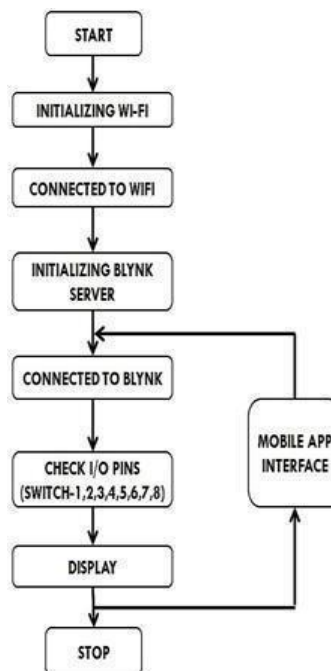 START
INITIALIZING WI-FI
CONNECTED TO WIFI
INITIALIZING BLYNK
SERVER
CONNECTED TO BLYNK
CHECK I/O PINS
(SWITCH-1,2,3,4,5,6,7,8)
MOBILE APP
INTERFACE
DISPLAY
STOP